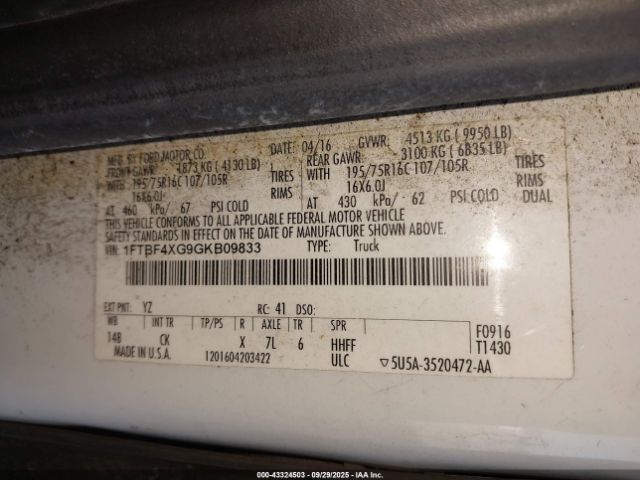 MFD. BY FORD MOTOR CO. DATE: 04/16 GVWR: 4513 KG ( 9950 LB)
FRONT GAWR: 1873 KG ( 4130 LB) REAR GAWR: 3100 KG ( 6835 LB)
WITH 195/75R16C 107/105R TIRES WITH 195/75R16C 107/105R TIRES
16X6.0J RIMS 16X6.0J RIMS
AT 460 kPa/ 67 PSI COLD AT 430 kPa/ 62 PSI COLD DUAL
THIS VEHICLE CONFORMS TO ALL APPLICABLE FEDERAL MOTOR VEHICLE
SAFETY STANDARDS IN EFFECT ON THE DATE OF MANUFACTURE SHOWN ABOVE.
VIN: 1FTBF4XG9GKB09833 TYPE: Truck
EXT PNT: YZ RC: 41 DSO:
WB INT TR TP/PS R AXLE TR SPR F0916
148 CK X 7L 6 HHFF T1430
MADE IN U.S.A. 1201604203422 ULC ▽5U5A-3520472-AA
000-43324503 - 09/29/2025 - IAA Inc.